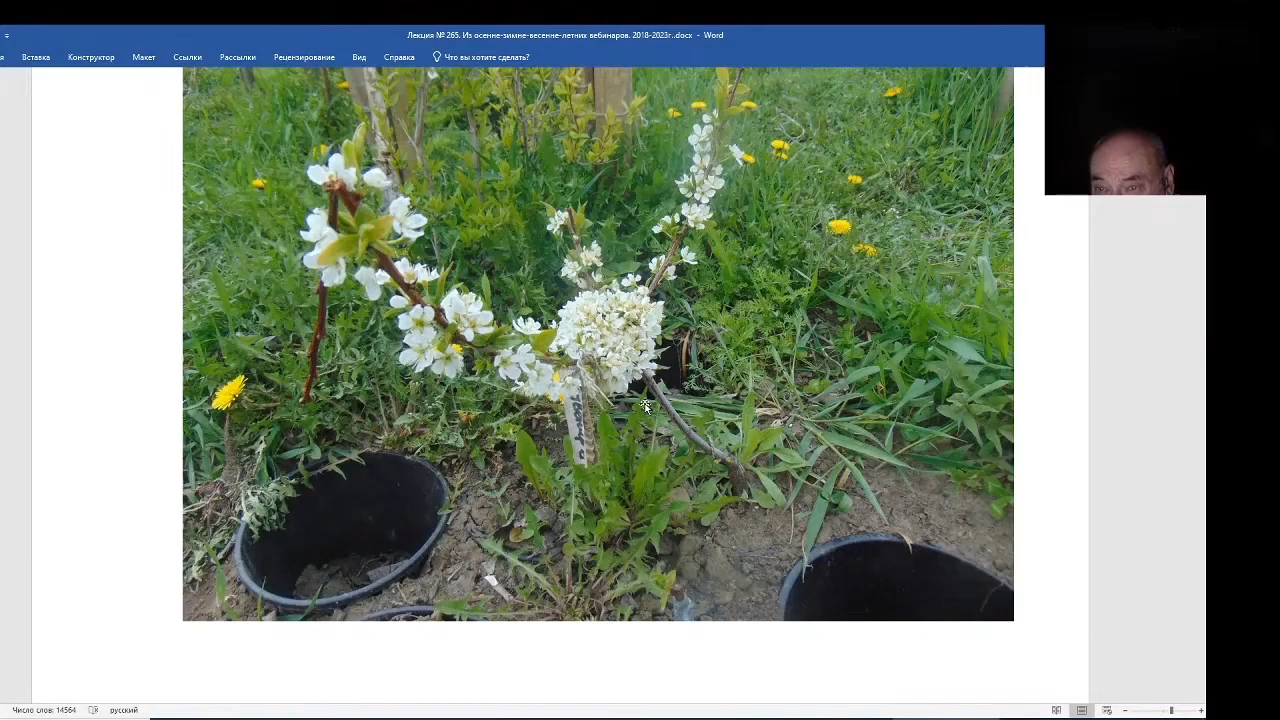 Лекция № 265. Из осенне-зимне-весенне-летних вебинаров. 2018-2023г..docx - Word
я Вставка Конструктор Макет Ссылки Рассылки Рецензирование Вид Справка Что вы хотите сделать?
Число слов: 14564 русский